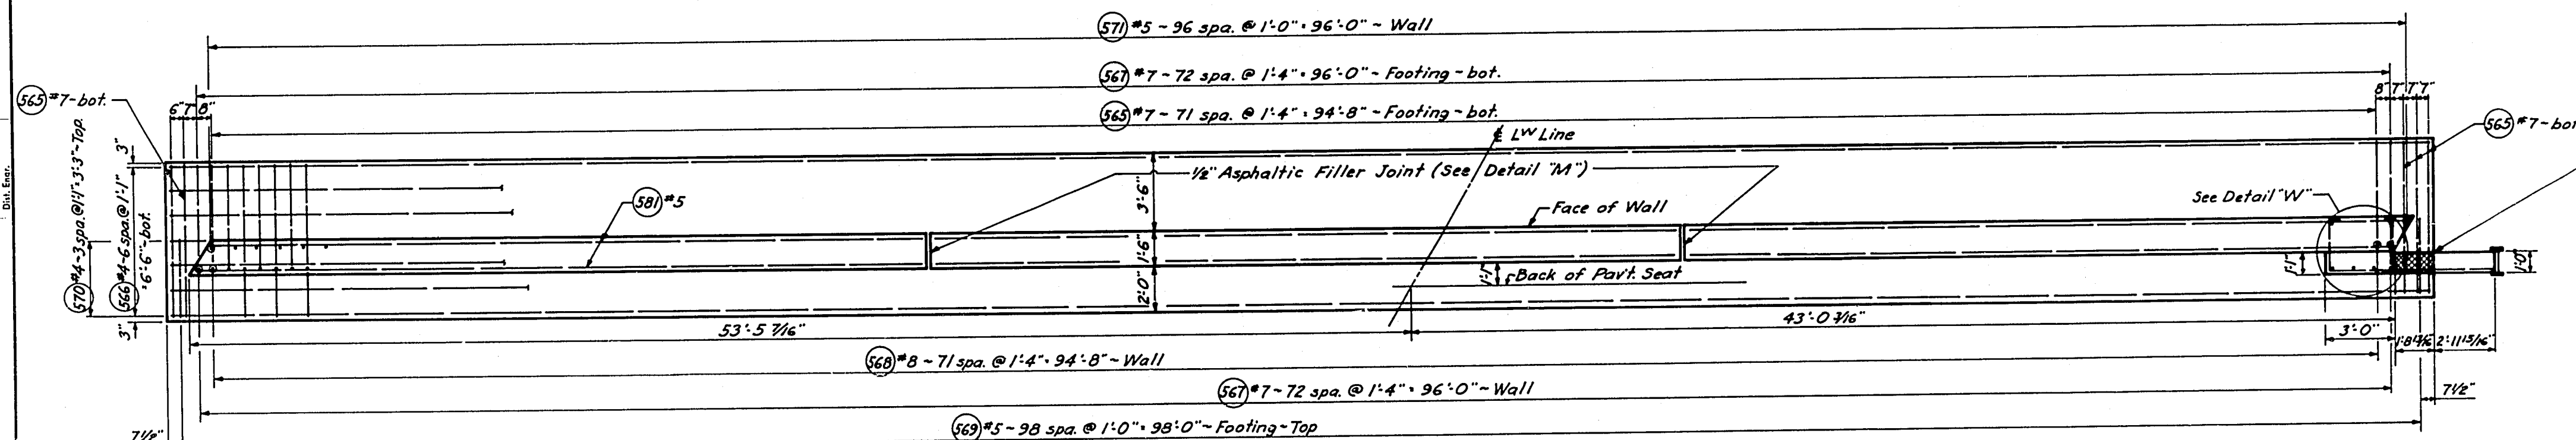 571 #5 ~ 96 spa. @ 1'-0" = 96'-0" ~ Wall
567 #7 ~ 72 spa. @ 1'-4" = 96'-0" ~ Footing - bot.
565 #7-bot.
6" 7" 8"
8" 7" 7" 7"
565 #7 ~ 71 spa. @ 1'-4" = 94'-8" ~ Footing - bot.
565 #7-bot
℄ LW Line
½" Asphaltic Filler Joint (See Detail "M")
Dist. Engr.
570 #4-3 spa. @ 1'-1" = 3'-3" ~ Top.
566 #4-6 spa. @ 1'-1"
= 6'-6" - bot.
3"
3"
581 #5
3'-6"
1'-6"
2'-0"
Face of Wall
See Detail "W"
1'-1"
Back of Pav't. Seat
1'-1"
1'-0"
53'-5 7/16"
43'-0 3/16"
3'-0"
1'-8 13/16" 2'-11 15/16"
568 #8 ~ 71 spa. @ 1'-4" = 94'-8" ~ Wall
567 #7 ~ 72 spa. @ 1'-4" = 96'-0" ~ Wall
7½"
569 #5 ~ 98 spa. @ 1'-0" = 98'-0" ~ Footing ~ Top
7½"